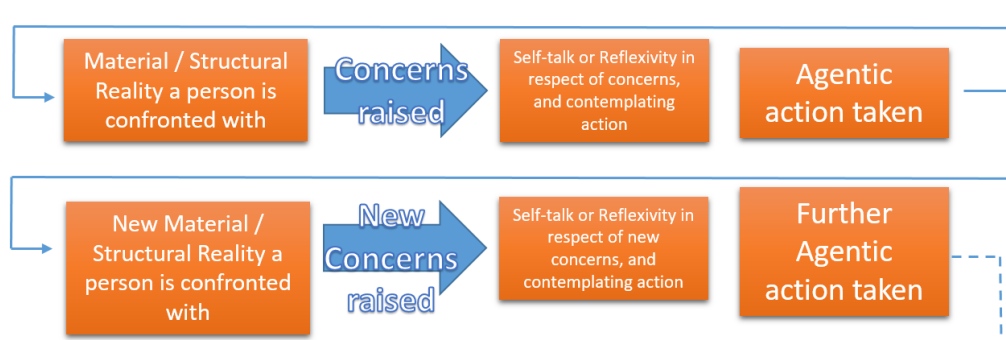 Material / Structural
Reality a person is
confronted with
Concerns
raised
Self-talk or Reflexivity in
respect of concerns,
and contemplating
action
Agentic
action taken
New Material /
Structural Reality a
person is confronted
with
New
Concerns
raised
Self-talk or Reflexivity in
respect of new
concerns, and
contemplating action
Further
Agentic
action taken